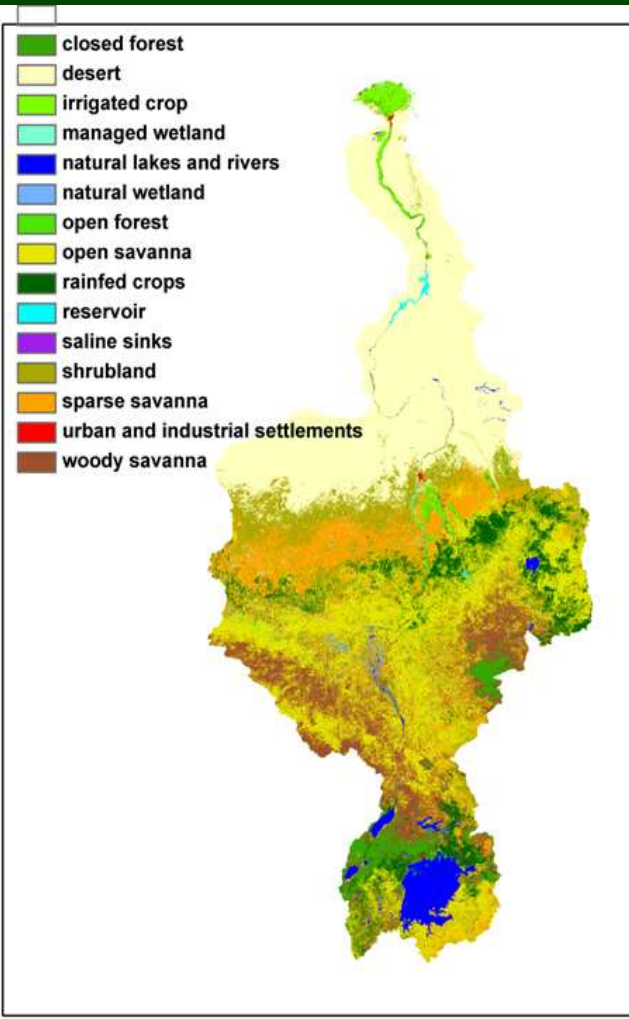 closed forest
desert
irrigated crop
managed wetland
natural lakes and rivers
natural wetland
open forest
open savanna
rainfed crops
reservoir
saline sinks
shrubland
sparse savanna
urban and industrial settlements
woody savanna